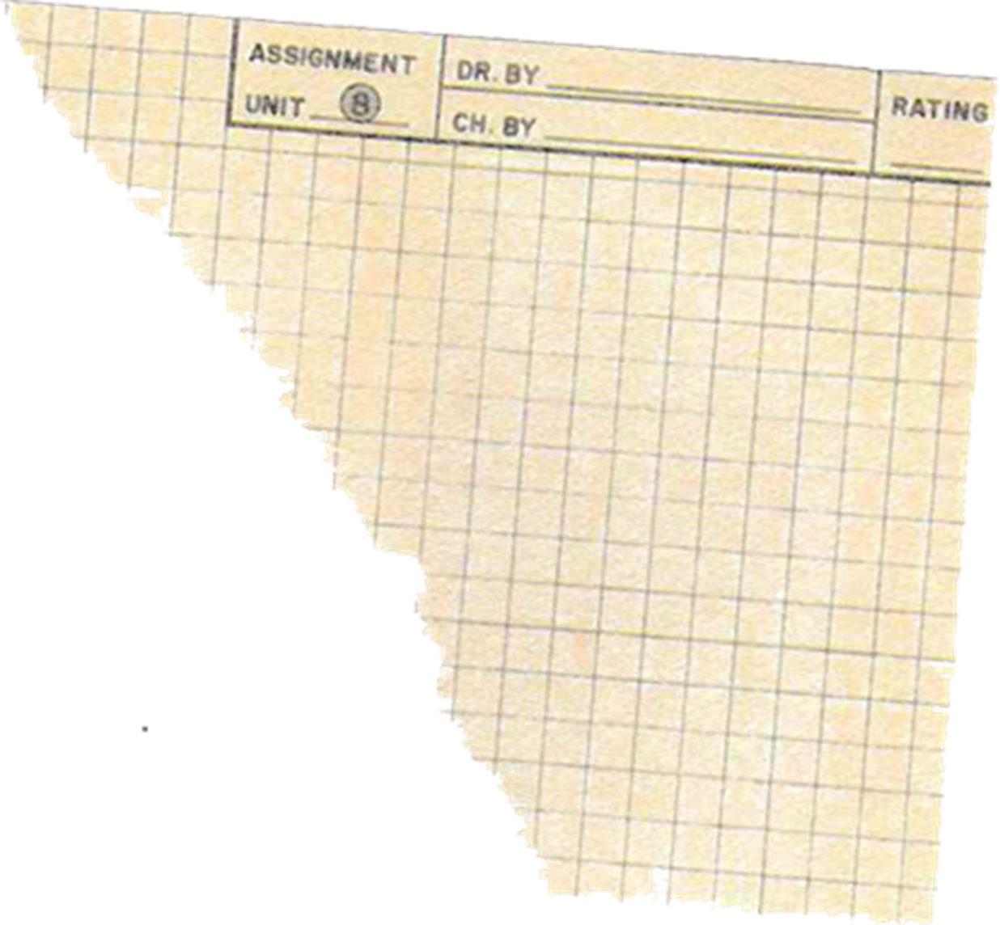 ASSIGNMENT
UNIT 8
DR. BY
CH. BY
RATING